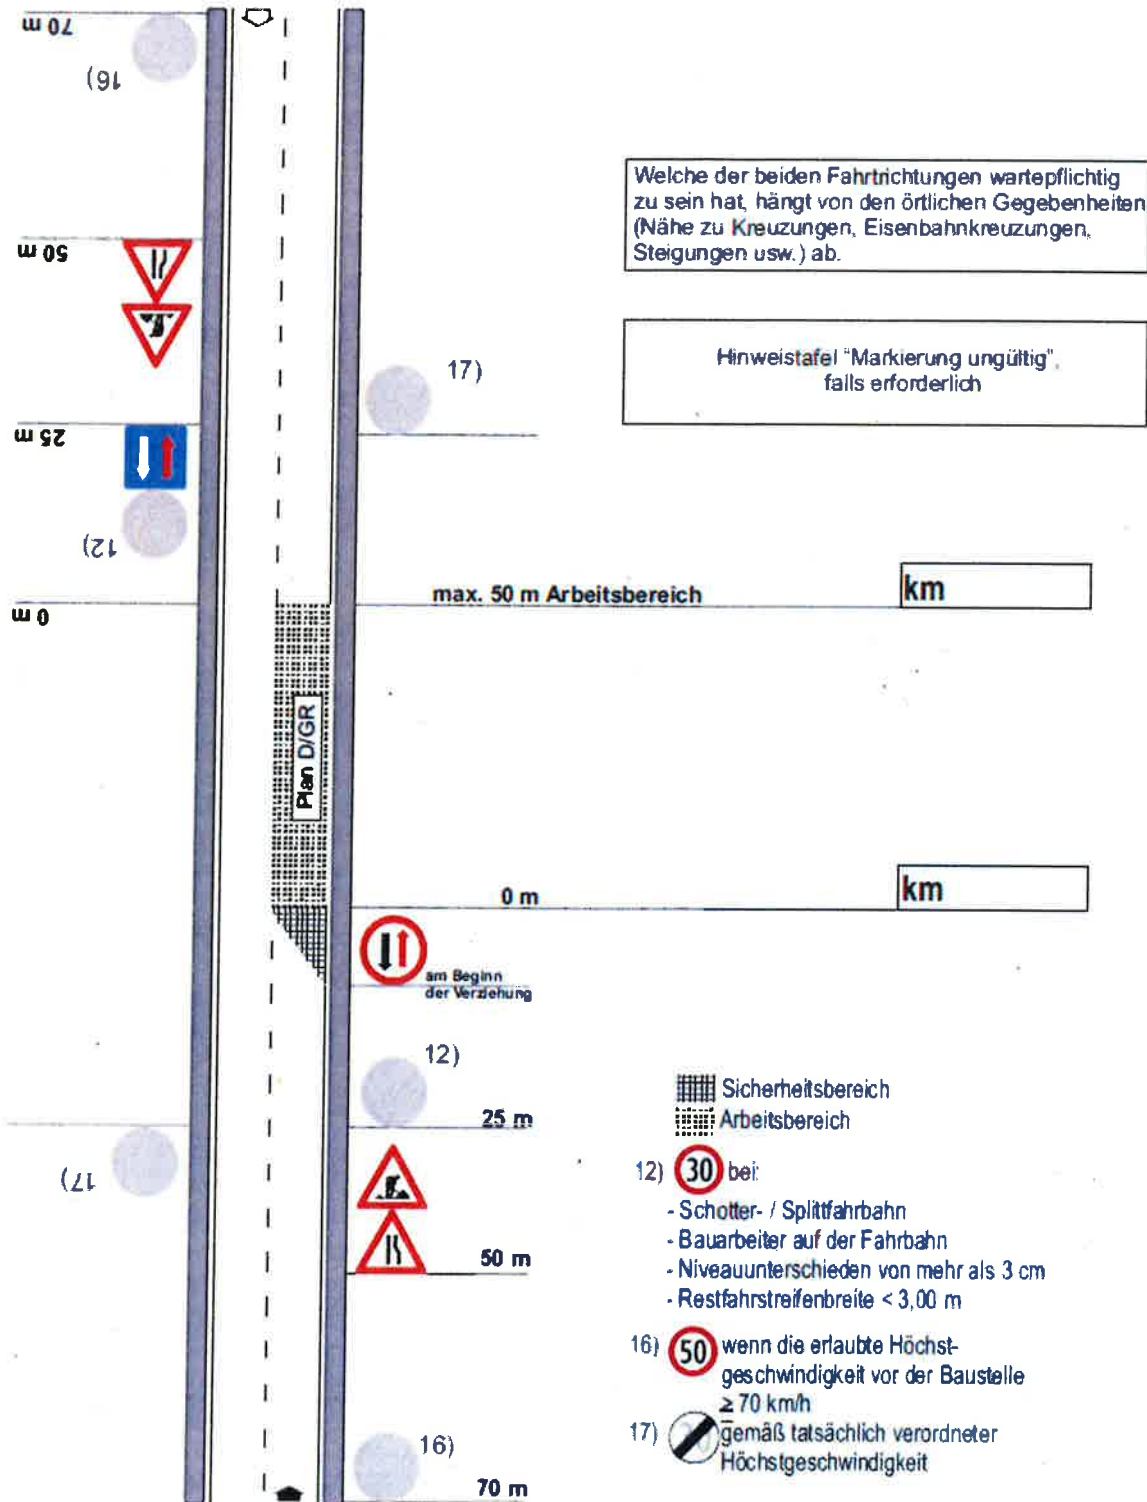 70 m
16)
50 m
25 m
12)
0 m
17)
Welche der beiden Fahrtrichtungen wartepflichtig
zu sein hat, hängt von den örtlichen Gegebenheiten
(Nähe zu Kreuzungen, Eisenbahnkreuzungen,
Steigungen usw.) ab.
Hinweistafel "Markierung ungültig",
falls erforderlich
17)
max. 50 m Arbeitsbereich
km
Plan D/GR
0 m
km
am Beginn
der Verziehung
12)
25 m
50 m
16)
70 m
Sicherheitsbereich
Arbeitsbereich
12) 30 bei:
- Schotter- / Splittfahrbahn
- Bauarbeiter auf der Fahrbahn
- Niveauunterschieden von mehr als 3 cm
- Restfahrstreifenbreite < 3,00 m
16) 50 wenn die erlaubte Höchst-
geschwindigkeit vor der Baustelle
≥ 70 km/h
17) gemäß tatsächlich verordneter
Höchstgeschwindigkeit